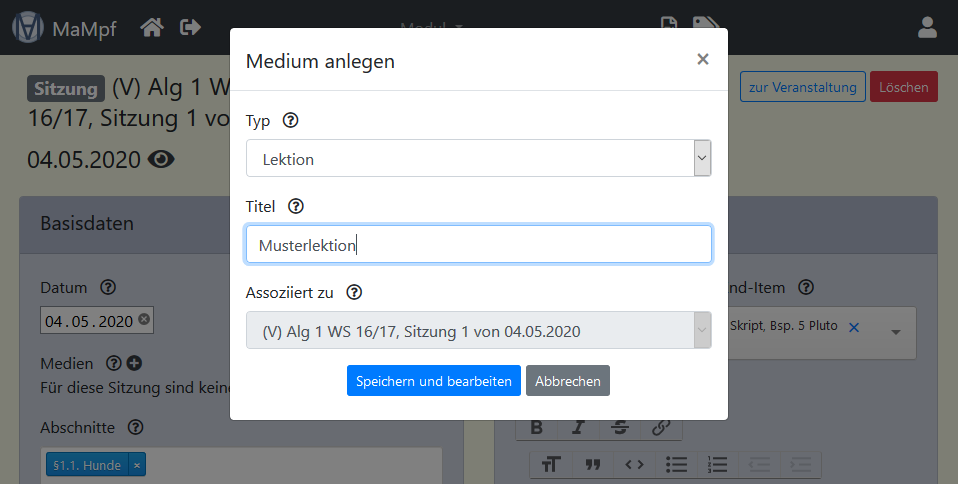 MaMpf
Modul
Medium anlegen
×
Sitzung (V) Alg 1 WS
16/17, Sitzung 1 vo
zur Veranstaltung
Löschen
04.05.2020
Typ
Lektion
Titel
Musterlektion
Basisdaten
Datum
04.05.2020
Assoziiert zu
(V) Alg 1 WS 16/17, Sitzung 1 von 04.05.2020
nd-Item
Skript, Bsp. 5 Pluto ×
Medien
Für diese Sitzung sind kein
Speichern und bearbeiten
Abbrechen
Abschnitte
§1.1. Hunde ×